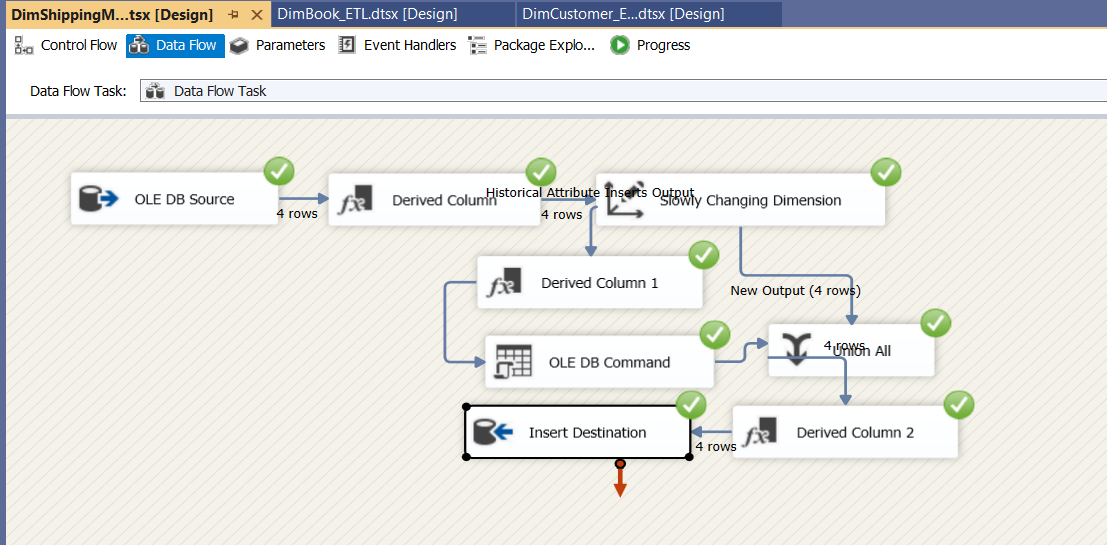 DimShippingM...tsx [Design]
DimBook_ETL.dtsx [Design]
DimCustomer_E...dtsx [Design]
Control Flow
Data Flow
Parameters
Event Handlers
Package Explo...
Progress
Data Flow Task:
Data Flow Task
OLE DB Source
4 rows
Derived Column
4 rows
Historical Attribute Inserts Output
Slowly Changing Dimension
Derived Column 1
New Output (4 rows)
OLE DB Command
Union All
4 rows
Insert Destination
4 rows
Derived Column 2